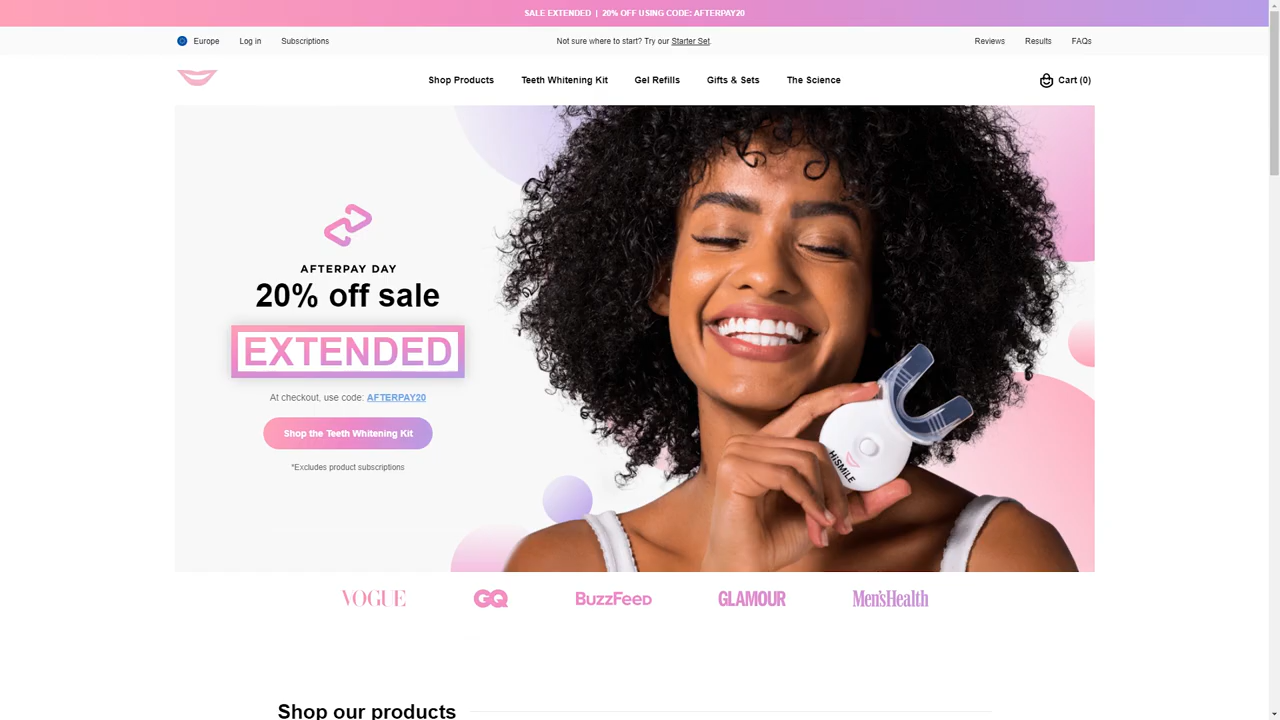 SALE EXTENDED | 20% OFF USING CODE: AFTERPAY20
Europe Log in Subscriptions Not sure where to start? Try our Starter Set. Reviews Results FAQs
Shop Products Teeth Whitening Kit Gel Refills Gifts & Sets The Science Cart (0)
AFTERPAY DAY
20% off sale
EXTENDED
At checkout, use code: AFTERPAY20
Shop the Teeth Whitening Kit
*Excludes product subscriptions
HiSMILE
VOGUE GQ BuzzFeed GLAMOUR Men'sHealth
Shop our products